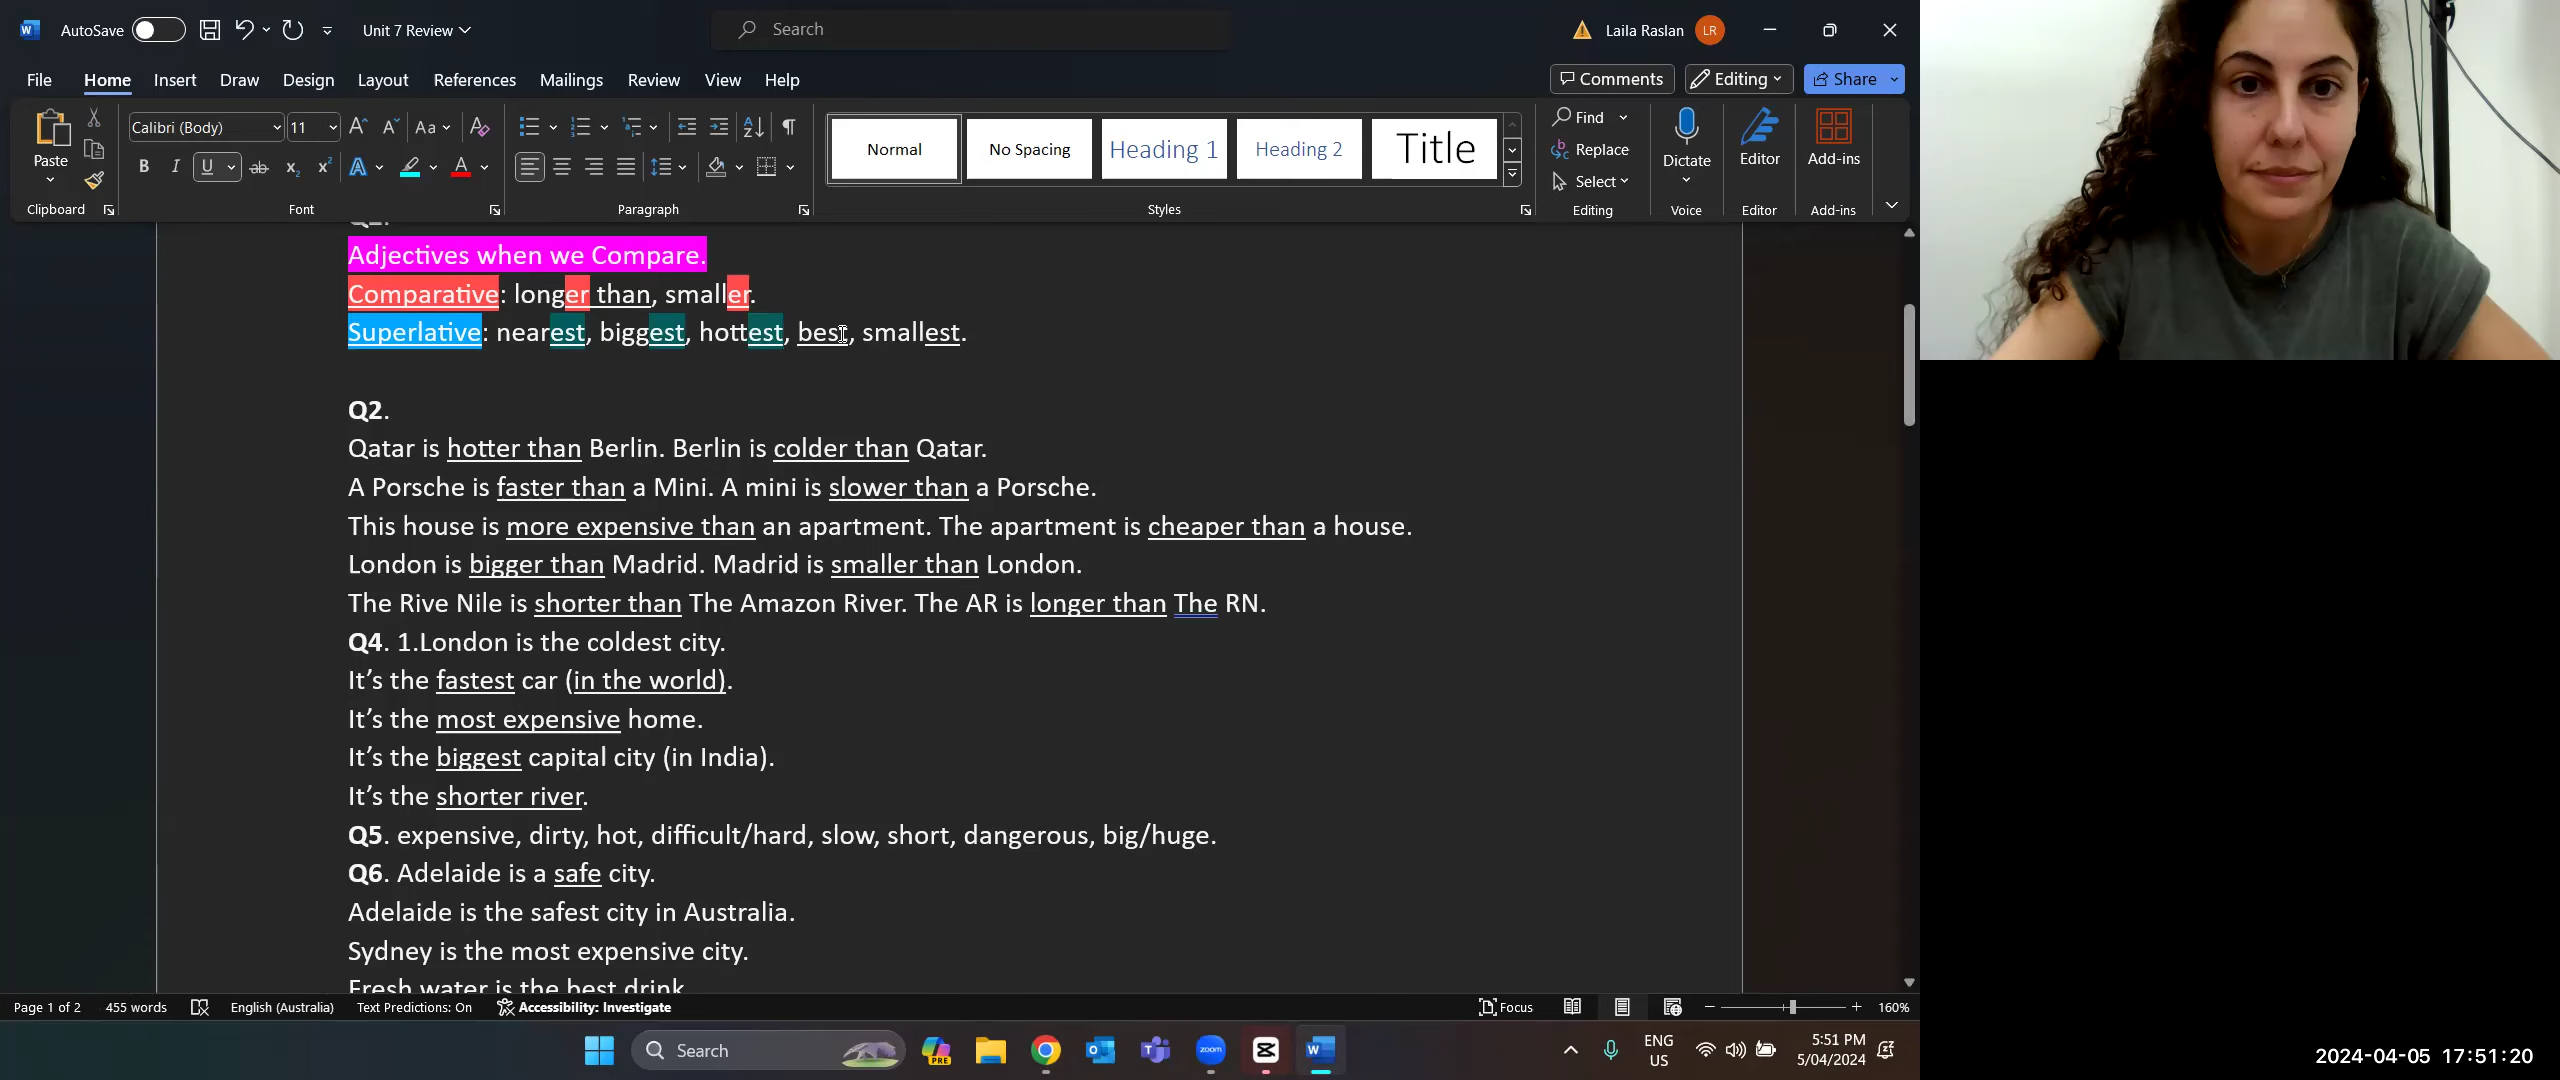 AutoSave
Unit 7 Review
Search
Laila Raslan
LR
File
Home
Insert
Draw
Design
Layout
References
Mailings
Review
View
Help
Comments
Editing
Share
Paste
Calibri (Body)
11
Normal
No Spacing
Heading 1
Heading 2
Title
Find
Replace
Select
Dictate
Editor
Add-ins
Clipboard
Font
Paragraph
Styles
Editing
Voice
Editor
Add-ins
Adjectives when we Compare.
Comparative: longer than, smaller.
Superlative: nearest, biggest, hottest, best, smallest.
Q2.
Qatar is hotter than Berlin. Berlin is colder than Qatar.
A Porsche is faster than a Mini. A mini is slower than a Porsche.
This house is more expensive than an apartment. The apartment is cheaper than a house.
London is bigger than Madrid. Madrid is smaller than London.
The Rive Nile is shorter than The Amazon River. The AR is longer than The RN.
Q4. 1.London is the coldest city.
It’s the fastest car (in the world).
It’s the most expensive home.
It’s the biggest capital city (in India).
It’s the shorter river.
Q5. expensive, dirty, hot, difficult/hard, slow, short, dangerous, big/huge.
Q6. Adelaide is a safe city.
Adelaide is the safest city in Australia.
Sydney is the most expensive city.
Fresh water is the best drink
Page 1 of 2
455 words
English (Australia)
Text Predictions: On
Accessibility: Investigate
Focus
160%
Search
PRE
zoom
ENG
US
5:51 PM
5/04/2024
2024-04-05 17:51:20